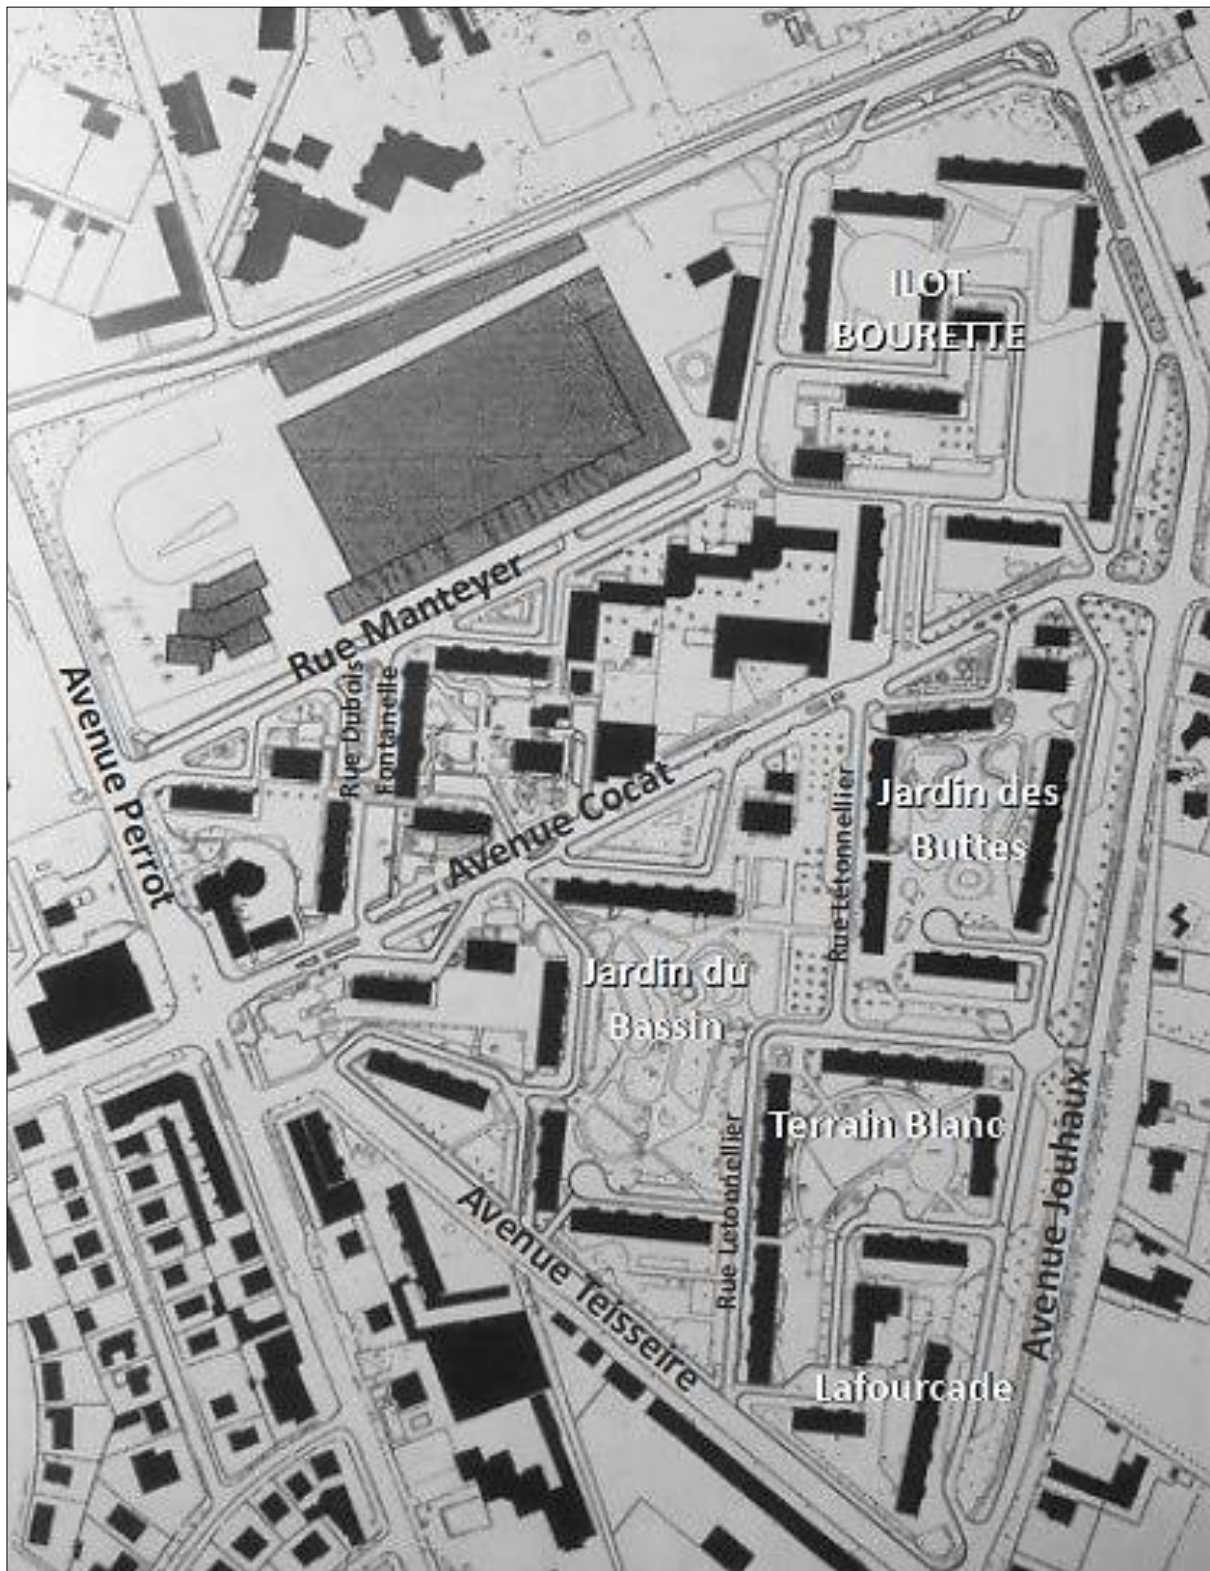 ILOT
BOURETTE
Rue Manteyer
Rue Dubois
Fontanelle
Avenue Perrot
Avenue Cocat
Rue Letonnellier
Jardin des
Buttes
Jardin du
Bassin
Terrain Blanc
Rue Letonnellier
Avenue Teisseire
Avenue Jouhaux
Lafourcade